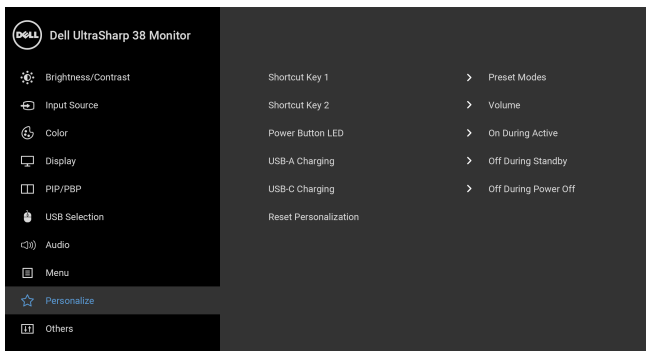 DELL Dell UltraSharp 38 Monitor
Brightness/Contrast
Input Source
Color
Display
PIP/PBP
USB Selection
Audio
Menu
Personalize
Others
Shortcut Key 1 > Preset Modes
Shortcut Key 2 > Volume
Power Button LED > On During Active
USB-A Charging > Off During Standby
USB-C Charging > Off During Power Off
Reset Personalization